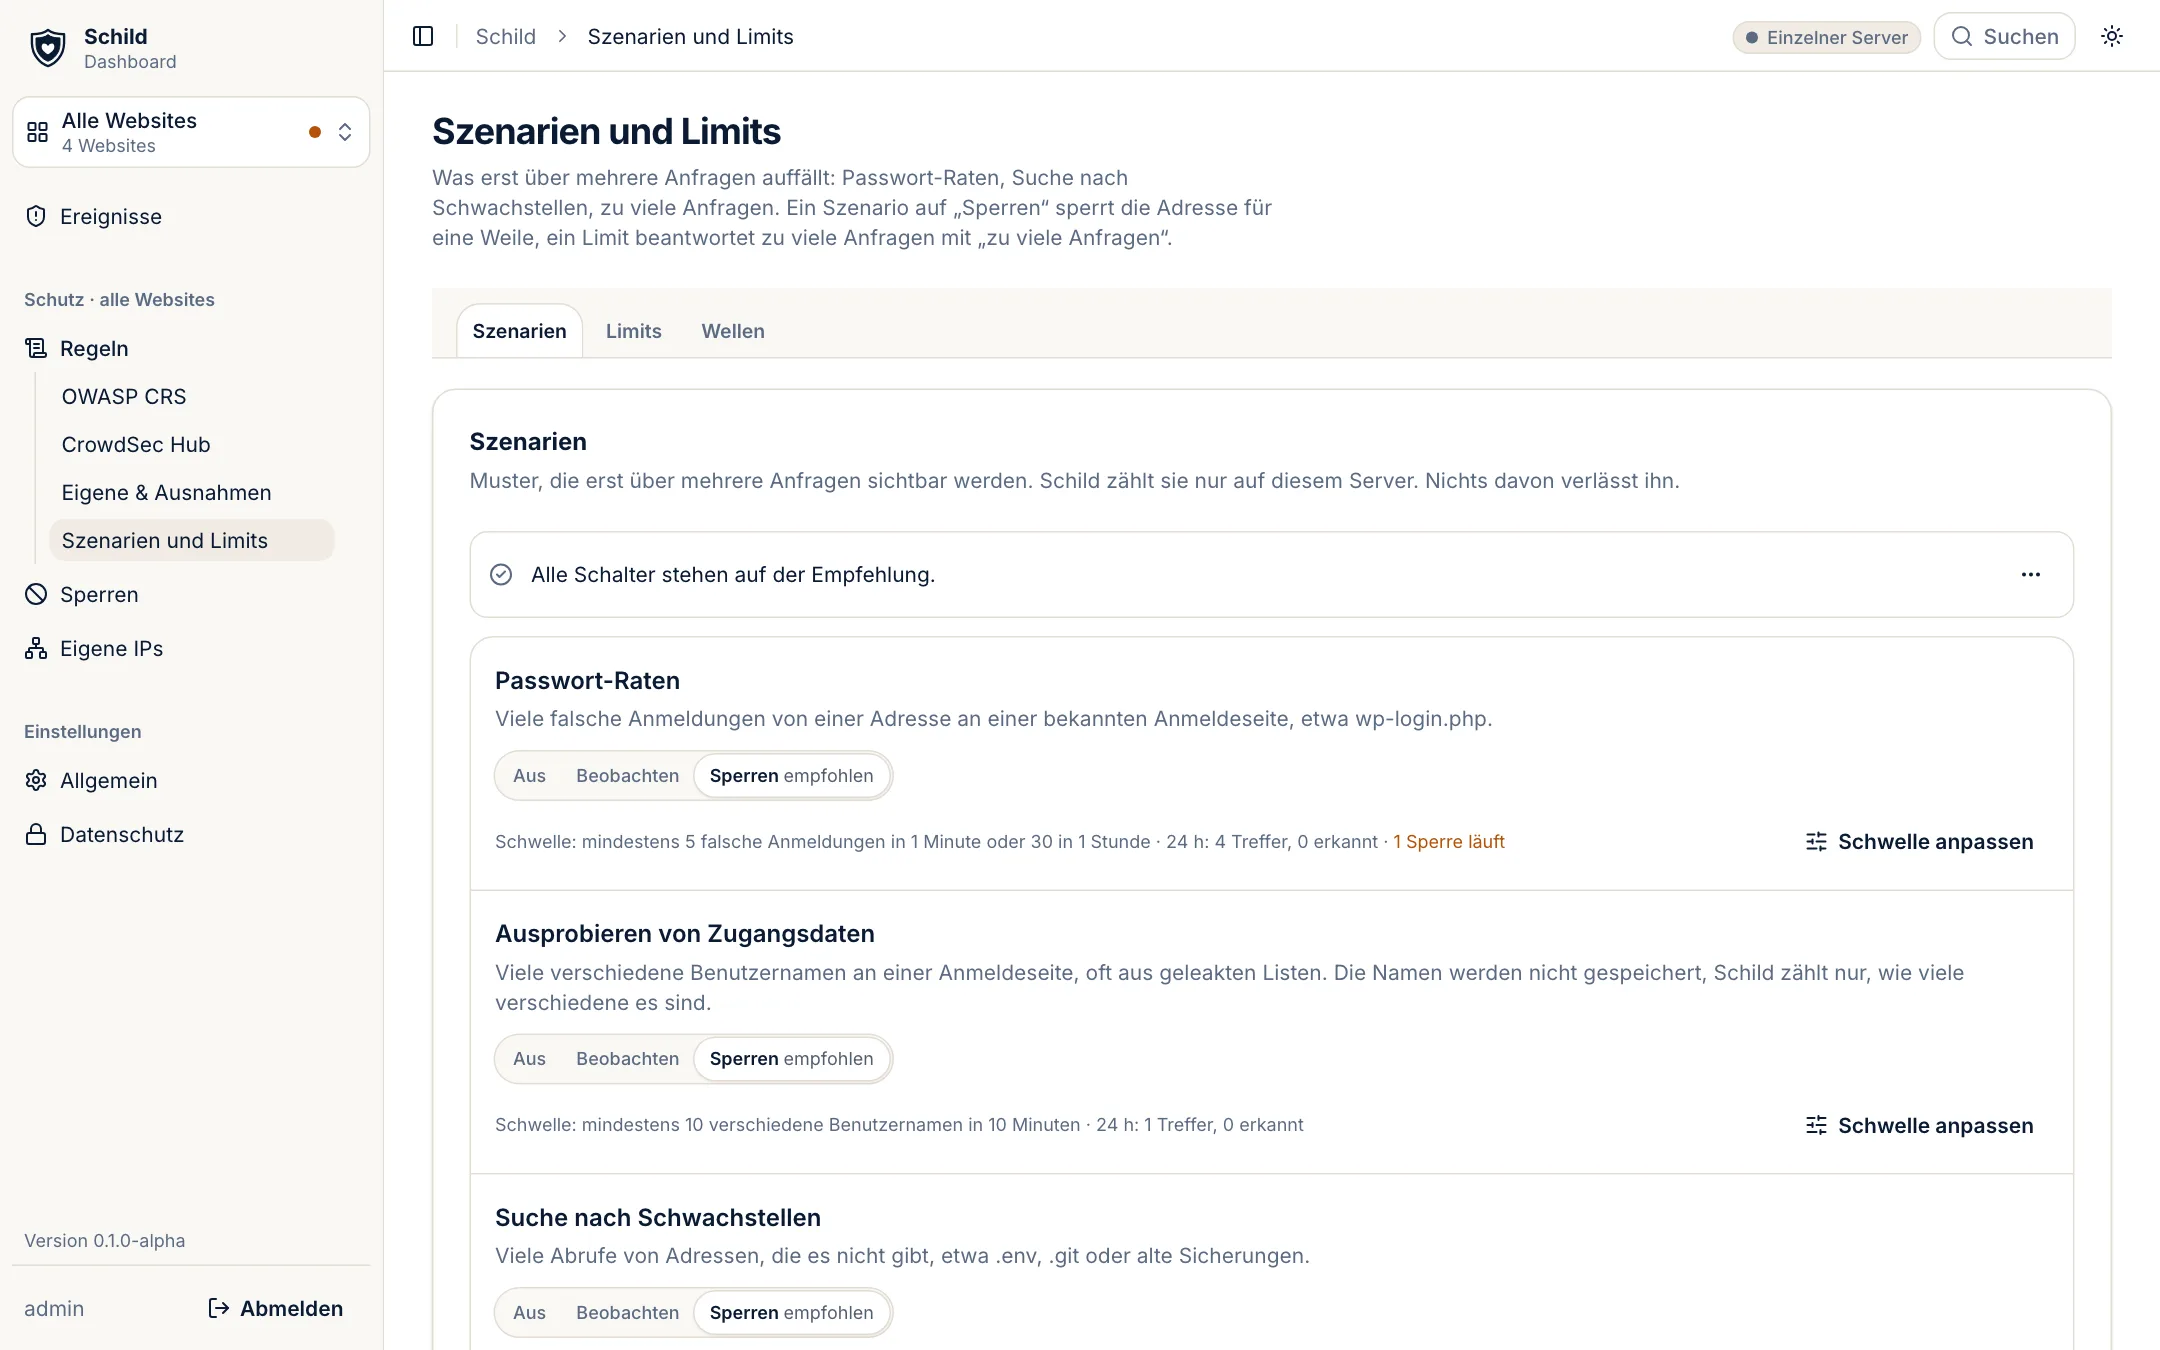 Schild
Dashboard
Alle Websites
4 Websites
Ereignisse
Schutz · alle Websites
Regeln
OWASP CRS
CrowdSec Hub
Eigene & Ausnahmen
Szenarien und Limits
Sperren
Eigene IPs
Einstellungen
Allgemein
Datenschutz
Version 0.1.0-alpha
admin
Abmelden
Schild > Szenarien und Limits
Einzelner Server
Suchen
Szenarien und Limits
Was erst über mehrere Anfragen auffällt: Passwort-Raten, Suche nach
Schwachstellen, zu viele Anfragen. Ein Szenario auf „Sperren“ sperrt die Adresse für
eine Weile, ein Limit beantwortet zu viele Anfragen mit „zu viele Anfragen“.
Szenarien Limits Wellen
Szenarien
Muster, die erst über mehrere Anfragen sichtbar werden. Schild zählt sie nur auf diesem Server. Nichts davon verlässt ihn.
Alle Schalter stehen auf der Empfehlung.
Passwort-Raten
Viele falsche Anmeldungen von einer Adresse an einer bekannten Anmeldeseite, etwa wp-login.php.
Aus Beobachten Sperren empfohlen
Schwelle: mindestens 5 falsche Anmeldungen in 1 Minute oder 30 in 1 Stunde · 24 h: 4 Treffer, 0 erkannt · 1 Sperre läuft
Schwelle anpassen
Ausprobieren von Zugangsdaten
Viele verschiedene Benutzernamen an einer Anmeldeseite, oft aus geleakten Listen. Die Namen werden nicht gespeichert, Schild zählt nur, wie viele
verschiedene es sind.
Aus Beobachten Sperren empfohlen
Schwelle: mindestens 10 verschiedene Benutzernamen in 10 Minuten · 24 h: 1 Treffer, 0 erkannt
Schwelle anpassen
Suche nach Schwachstellen
Viele Abrufe von Adressen, die es nicht gibt, etwa .env, .git oder alte Sicherungen.
Aus Beobachten Sperren empfohlen